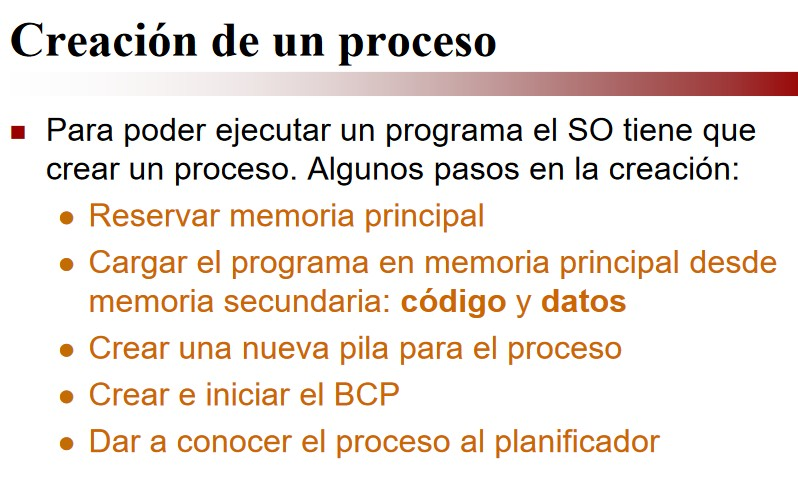 Creación de un proceso
Para poder ejecutar un programa el SO tiene que
crear un proceso. Algunos pasos en la creación:
Reservar memoria principal
Cargar el programa en memoria principal desde
memoria secundaria: código y datos
Crear una nueva pila para el proceso
Crear e iniciar el BCP
Dar a conocer el proceso al planificador